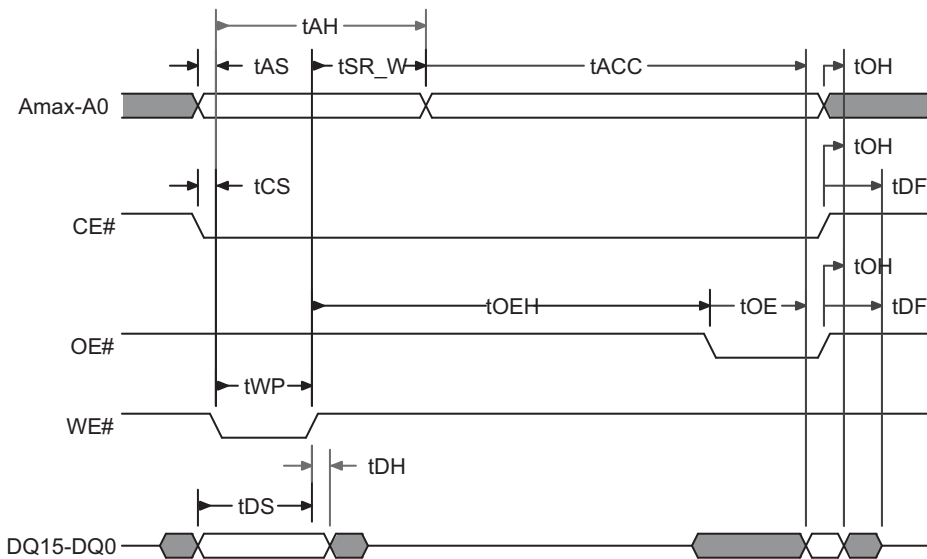 tAH
tAS tSR_W tACC tOH
Amax-A0
tOH
tCS tDF
CE#
tOH
tOEH tOE tDF
OE#
tWP
WE#
tDH
tDS
DQ15-DQ0